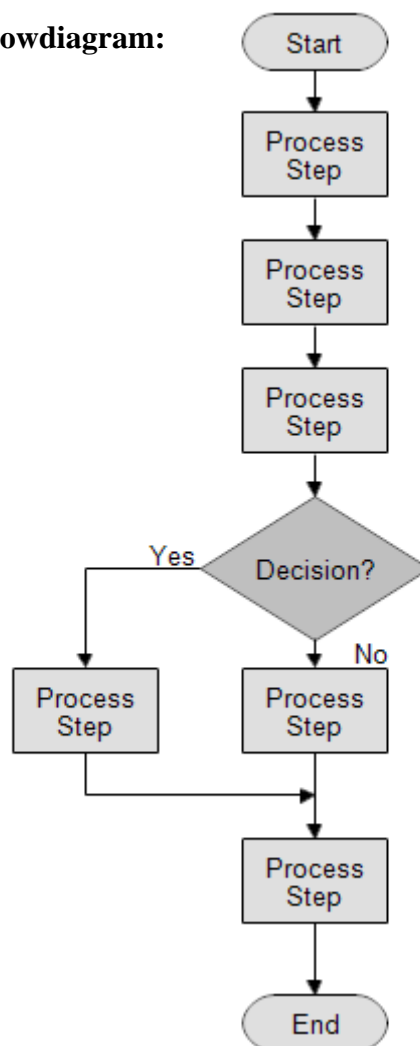 owdiagram:
Start
Process
Step
Process
Step
Process
Step
Decision?
Yes
No
Process
Step
Process
Step
Process
Step
End